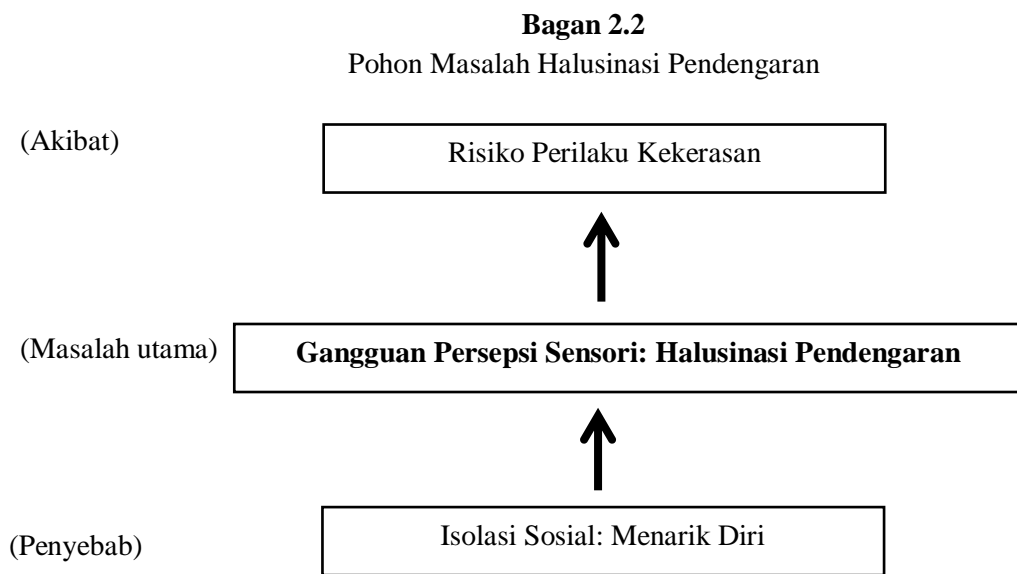 Bagan 2.2
Pohon Masalah Halusinasi Pendengaran
(Akibat)
Risiko Perilaku Kekerasan
(Masalah utama)
Gangguan Persepsi Sensori: Halusinasi Pendengaran
(Penyebab)
Isolasi Sosial: Menarik Diri